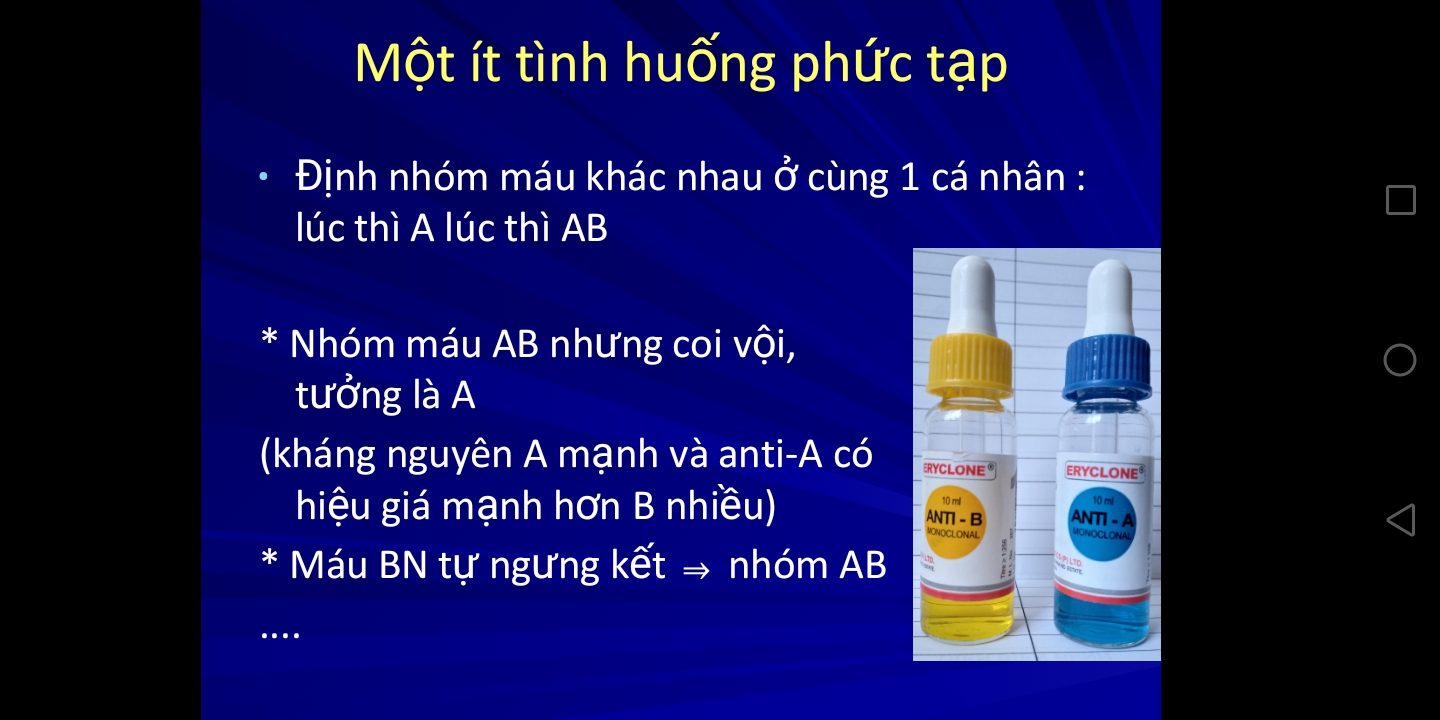 Một ít tình huống phức tạp
• Định nhóm máu khác nhau ở cùng 1 cá nhân :
lúc thì A lúc thì AB
* Nhóm máu AB nhưng coi vội,
tưởng là A
(kháng nguyên A mạnh và anti-A có
hiệu giá mạnh hơn B nhiều)
* Máu BN tự ngưng kết ⇒ nhóm AB
....
ERYCLONE®
10 ml
ANTI - B
MONOCLONAL
LTD.
ERYCLONE®
10 ml
ANTI - A
MONOCLONAL
(P) LTD.